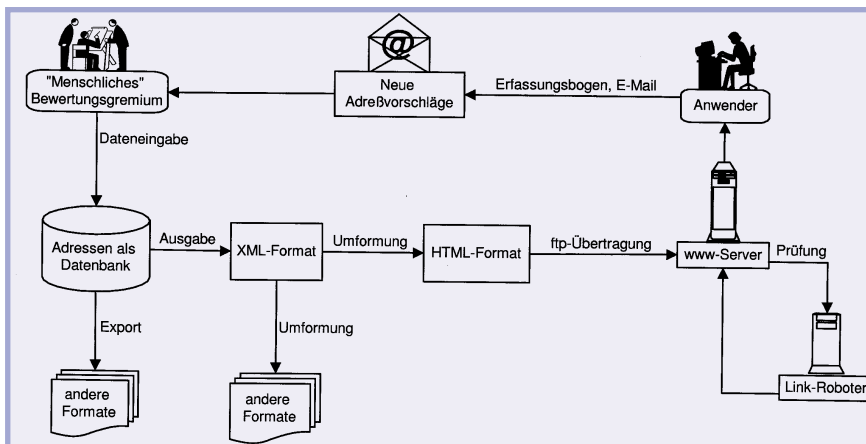 "Menschliches"
Bewertungsgremium
@
Neue
Adreßvorschläge
Erfassungsbogen, E-Mail
Anwender
Dateneingabe
Adressen als
Datenbank
Ausgabe
XML-Format
Umformung
HTML-Format
ftp-Übertragung
www-Server
Prüfung
Export
Umformung
Link-Roboter
andere
Formate
andere
Formate